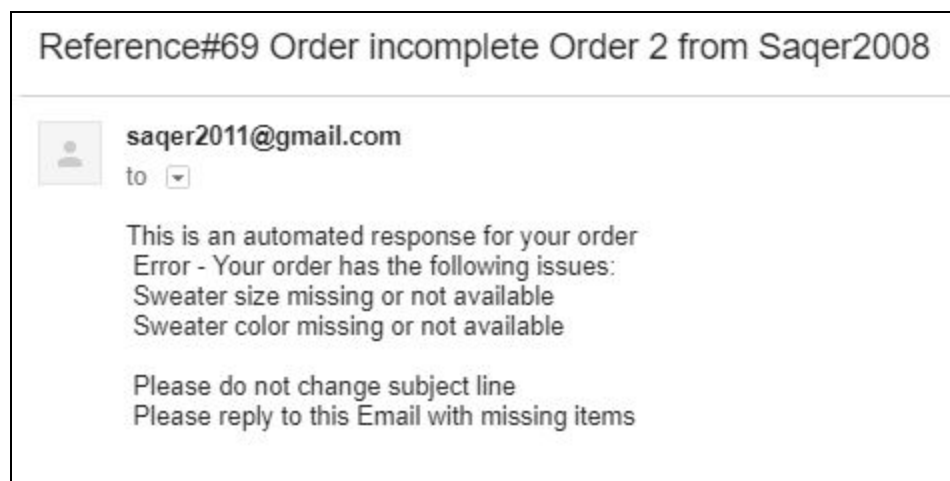 Reference#69 Order incomplete Order 2 from Saqer2008
saqer2011@gmail.com
to
This is an automated response for your order
Error - Your order has the following issues:
Sweater size missing or not available
Sweater color missing or not available
Please do not change subject line
Please reply to this Email with missing items